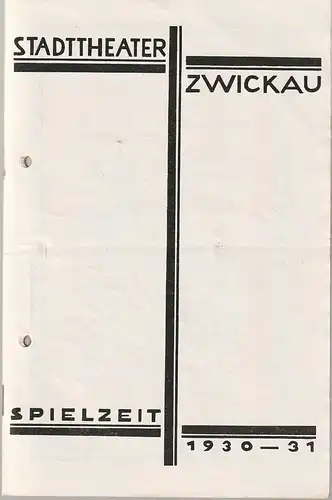 STADTTHEATER
ZWICKAU
SPIELZEIT
1930—31